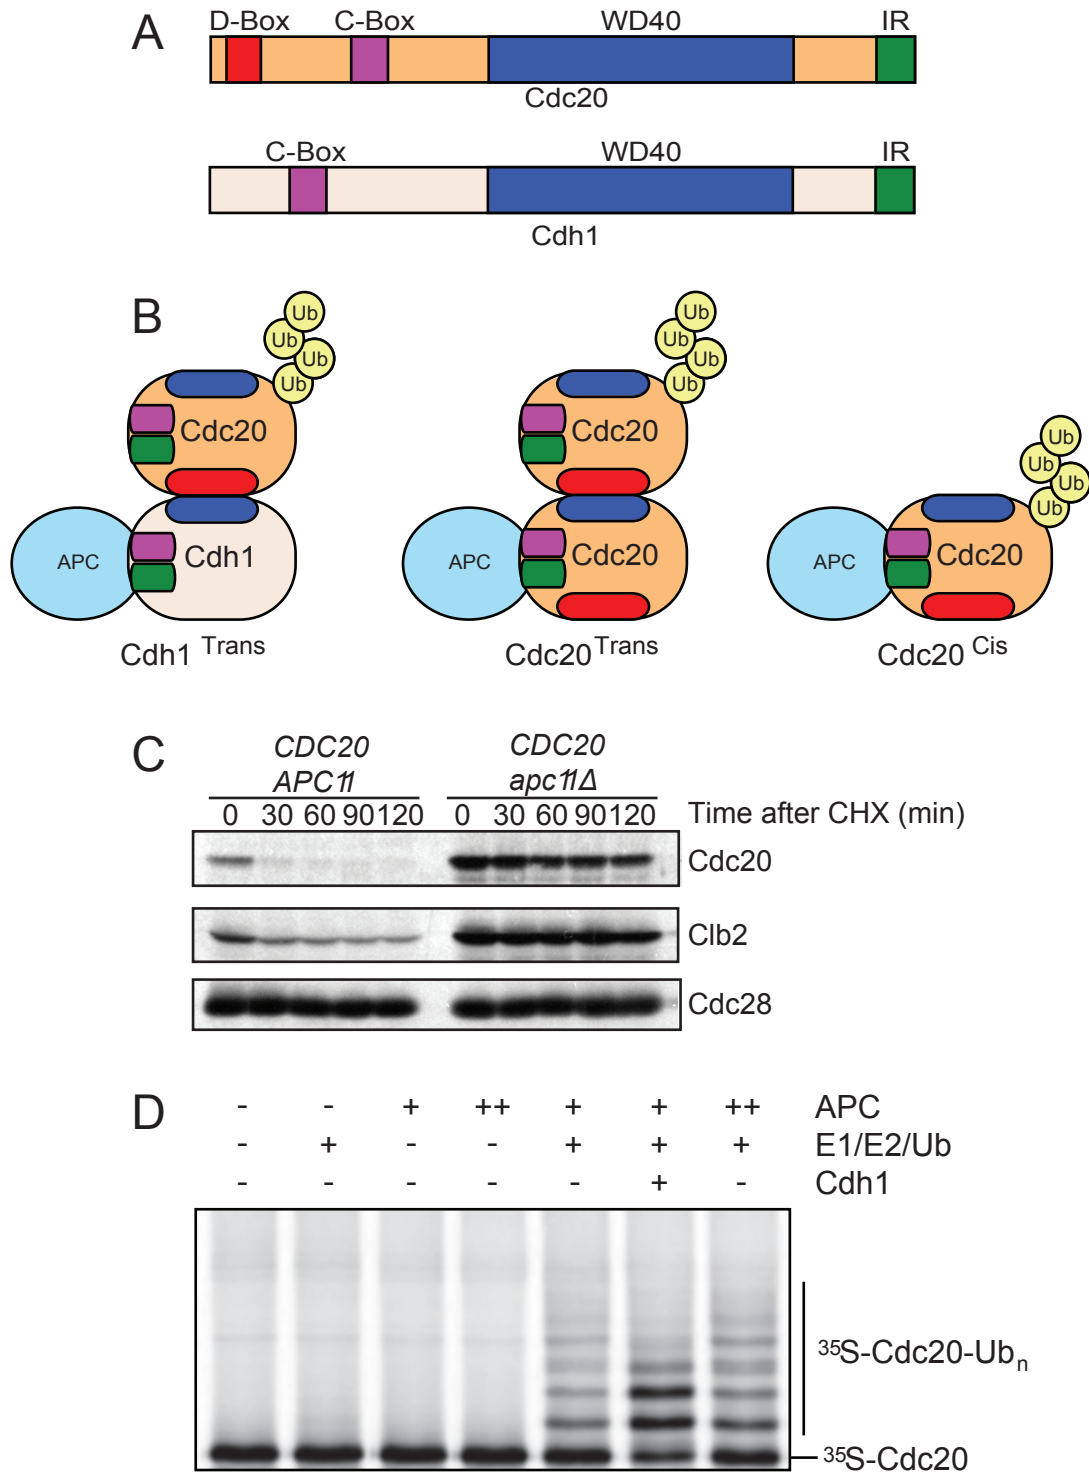 A
D-Box C-Box WD40 IR
Cdc20
C-Box WD40 IR
Cdh1
B
Ub Ub Ub Ub
Cdc20
APC Cdh1
Cdh1 Trans
Ub Ub Ub Ub
Cdc20
APC Cdc20
Cdc20 Trans
Ub Ub Ub Ub
APC Cdc20
Cdc20 Cis
C
CDC20 CDC20
APC11 apc11Δ
0 30 60 90 120 0 30 60 90 120 Time after CHX (min)
Cdc20
Clb2
Cdc28
D
- - + ++ + + ++ APC
- + - - + + + E1/E2/Ub
- - - - - + - Cdh1
35S-Cdc20-Ubn
35S-Cdc20